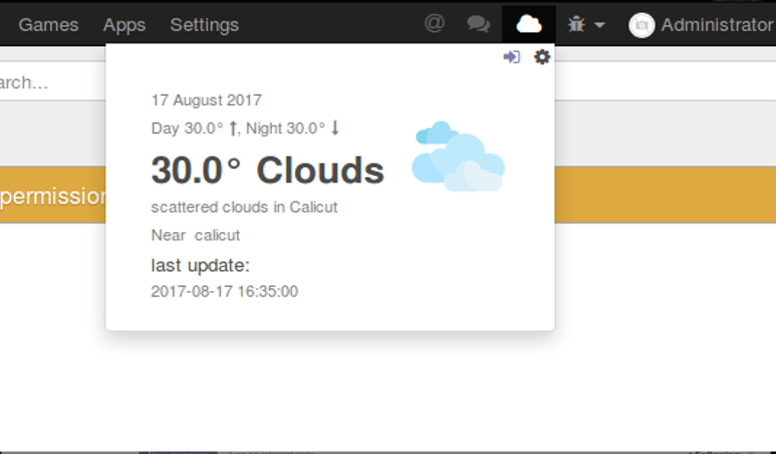 Games Apps Settings @ Administrator
arch...
permission
17 August 2017
Day 30.0° ↑, Night 30.0° ↓
30.0° Clouds
scattered clouds in Calicut
Near calicut
last update:
2017-08-17 16:35:00